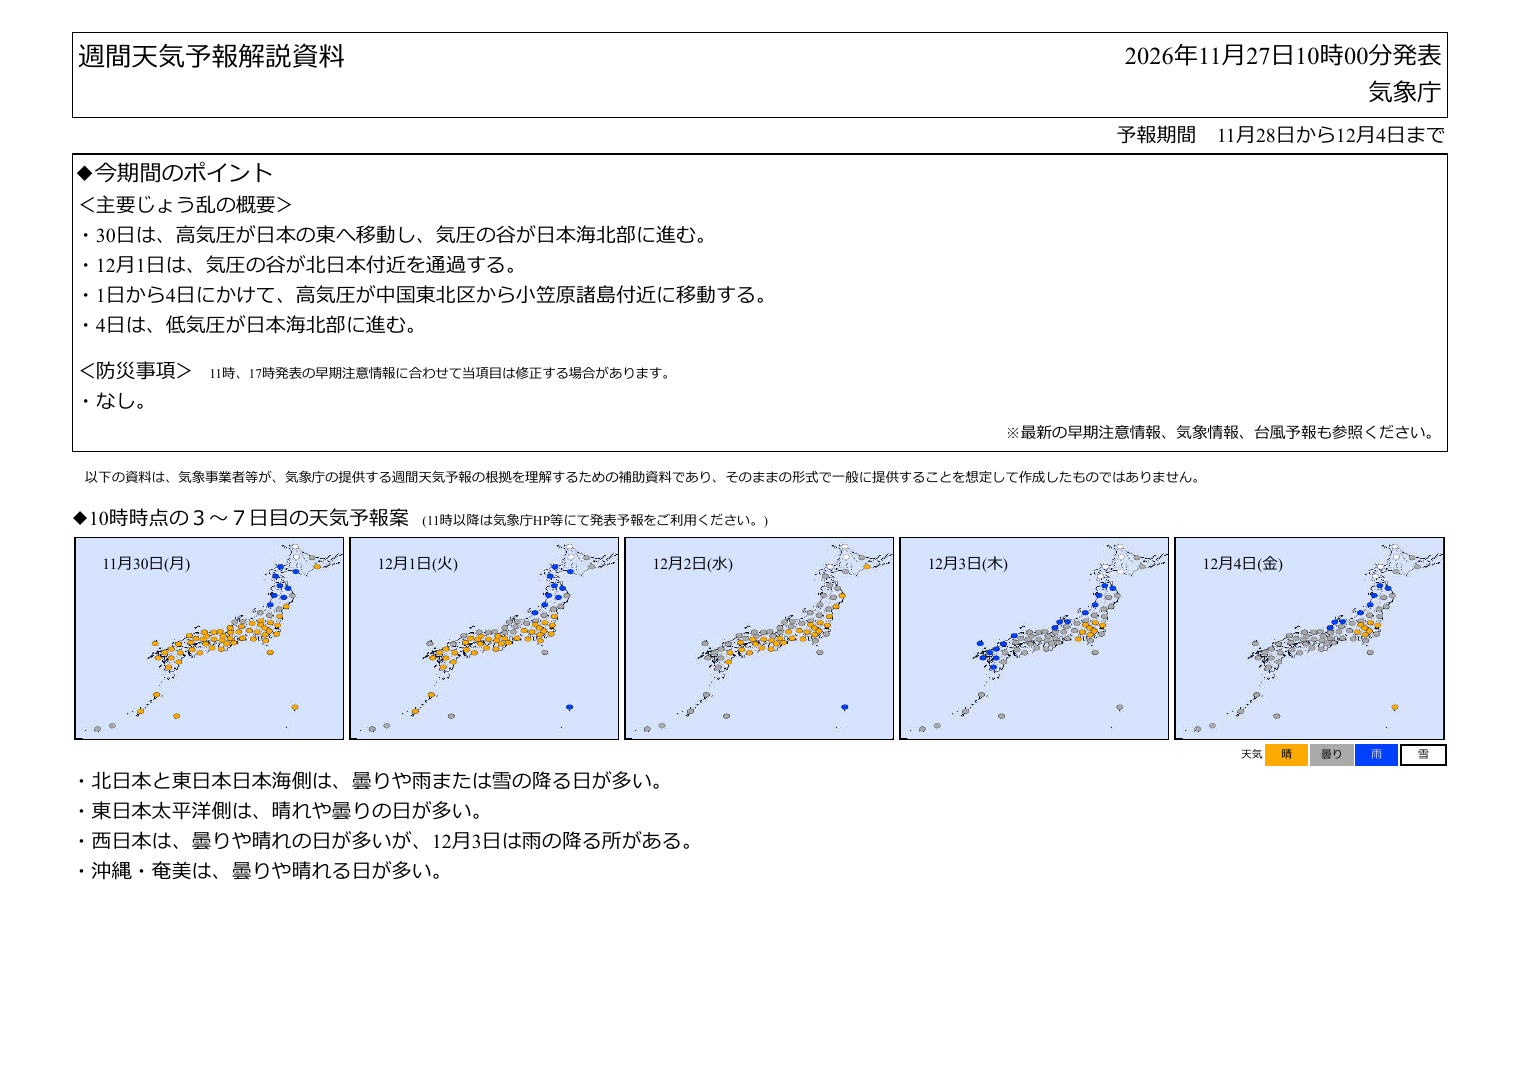 週間天気予報解説資料
2026年11月27日10時00分発表
気象庁
予報期間　11月28日から12月4日まで
◆今期間のポイント
＜主要じょう乱の概要＞
・30日は、高気圧が日本の東へ移動し、気圧の谷が日本海北部に進む。
・12月1日は、気圧の谷が北日本付近を通過する。
・1日から4日にかけて、高気圧が中国東北区から小笠原諸島付近に移動する。
・4日は、低気圧が日本海北部に進む。
＜防災事項＞　11時、17時発表の早期注意情報に合わせて当項目は修正する場合があります。
・なし。
※最新の早期注意情報、気象情報、台風予報も参照ください。
以下の資料は、気象事業者等が、気象庁の提供する週間天気予報の根拠を理解するための補助資料であり、そのままの形式で一般に提供することを想定して作成したものではありません。
◆10時時点の３～７日目の天気予報案　(11時以降は気象庁HP等にて発表予報をご利用ください。)
11月30日(月)
12月1日(火)
12月2日(水)
12月3日(木)
12月4日(金)
天気 晴 曇り 雨 雪
・北日本と東日本日本海側は、曇りや雨または雪の降る日が多い。
・東日本太平洋側は、晴れや曇りの日が多い。
・西日本は、曇りや晴れの日が多いが、12月3日は雨の降る所がある。
・沖縄・奄美は、曇りや晴れる日が多い。